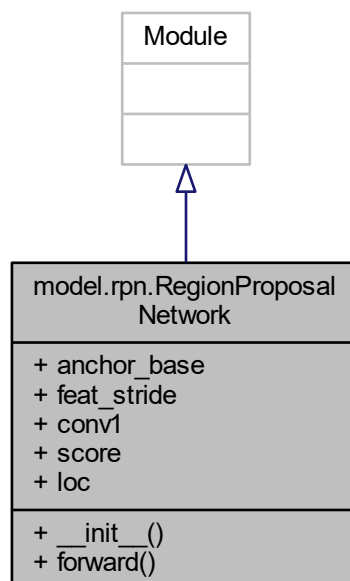 Module
model.rpn.RegionProposal
Network
+ anchor_base
+ feat_stride
+ conv1
+ score
+ loc
+ __init__()
+ forward()